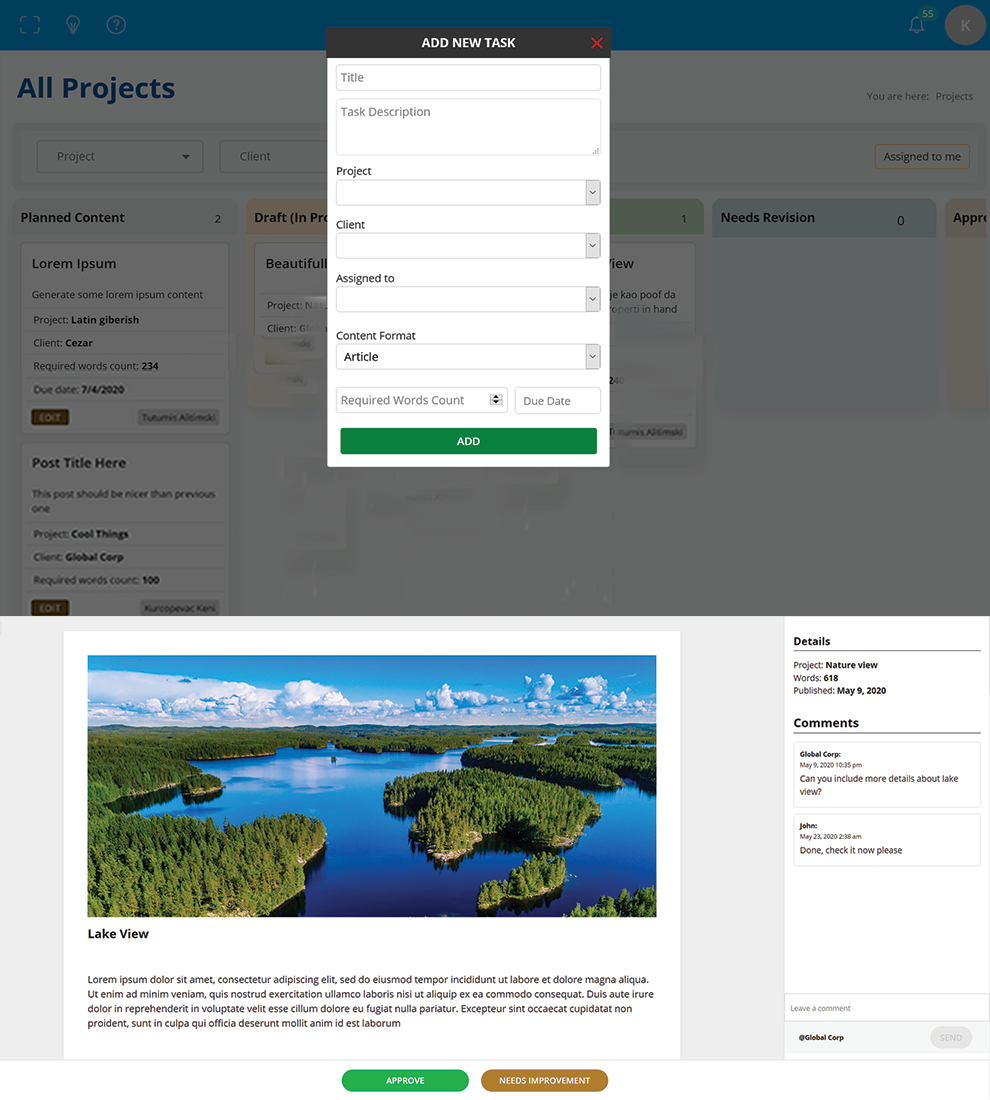 55
K
ADD NEW TASK
All Projects
You are here: Projects
Title
Task Description
Project
Client
Assigned to me
Project
Client
Assigned to
Content Format
Article
Required Words Count
Due Date
ADD
Planned Content 2
Lorem Ipsum
Generate some lorem ipsum content
Project: Latin giberish
Client: Cezar
Required words count: 234
Due date: 7/4/2020
EDIT
Tutumis Alitimski
Post Title Here
This post should be nicer than previous
one
Project: Cool Things
Client: Global Corp
Required words count: 100
EDIT
Kurcopevac Keni
Draft (In Pro
Beautifull
Project:
Client:
1
View
je kao poof da
in hand
240
Alitimski
Needs Revision 0
Appro
Lake View
Lorem ipsum dolor sit amet, consectetur adipiscing elit, sed do eiusmod tempor incididunt ut labore et dolore magna aliqua.
Ut enim ad minim veniam, quis nostrud exercitation ullamco laboris nisi ut aliquip ex ea commodo consequat. Duis aute irure
dolor in reprehenderit in voluptate velit esse cillum dolore eu fugiat nulla pariatur. Excepteur sint occaecat cupidatat non
proident, sunt in culpa qui officia deserunt mollit anim id est laborum
Details
Project: Nature view
Words: 618
Published: May 9, 2020
Comments
Global Corp:
May 9, 2020 10:35 pm
Can you include more details about lake
view?
John:
May 23, 2020 2:38 am
Done, check it now please
Leave a comment
@Global Corp
SEND
APPROVE
NEEDS IMPROVEMENT